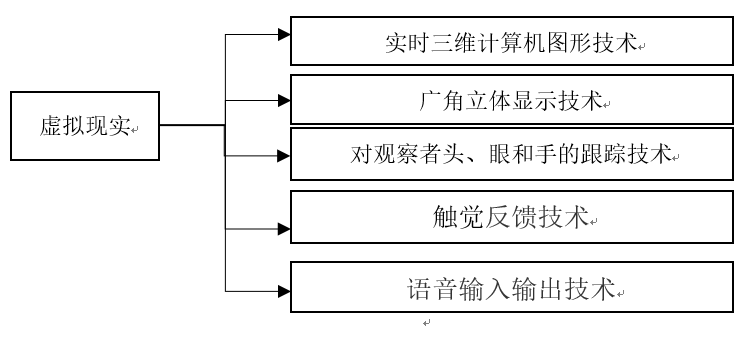 实时三维计算机图形技术
广角立体显示技术
虚拟现实
对观察者头、眼和手的跟踪技术
触觉反馈技术
语音输入输出技术